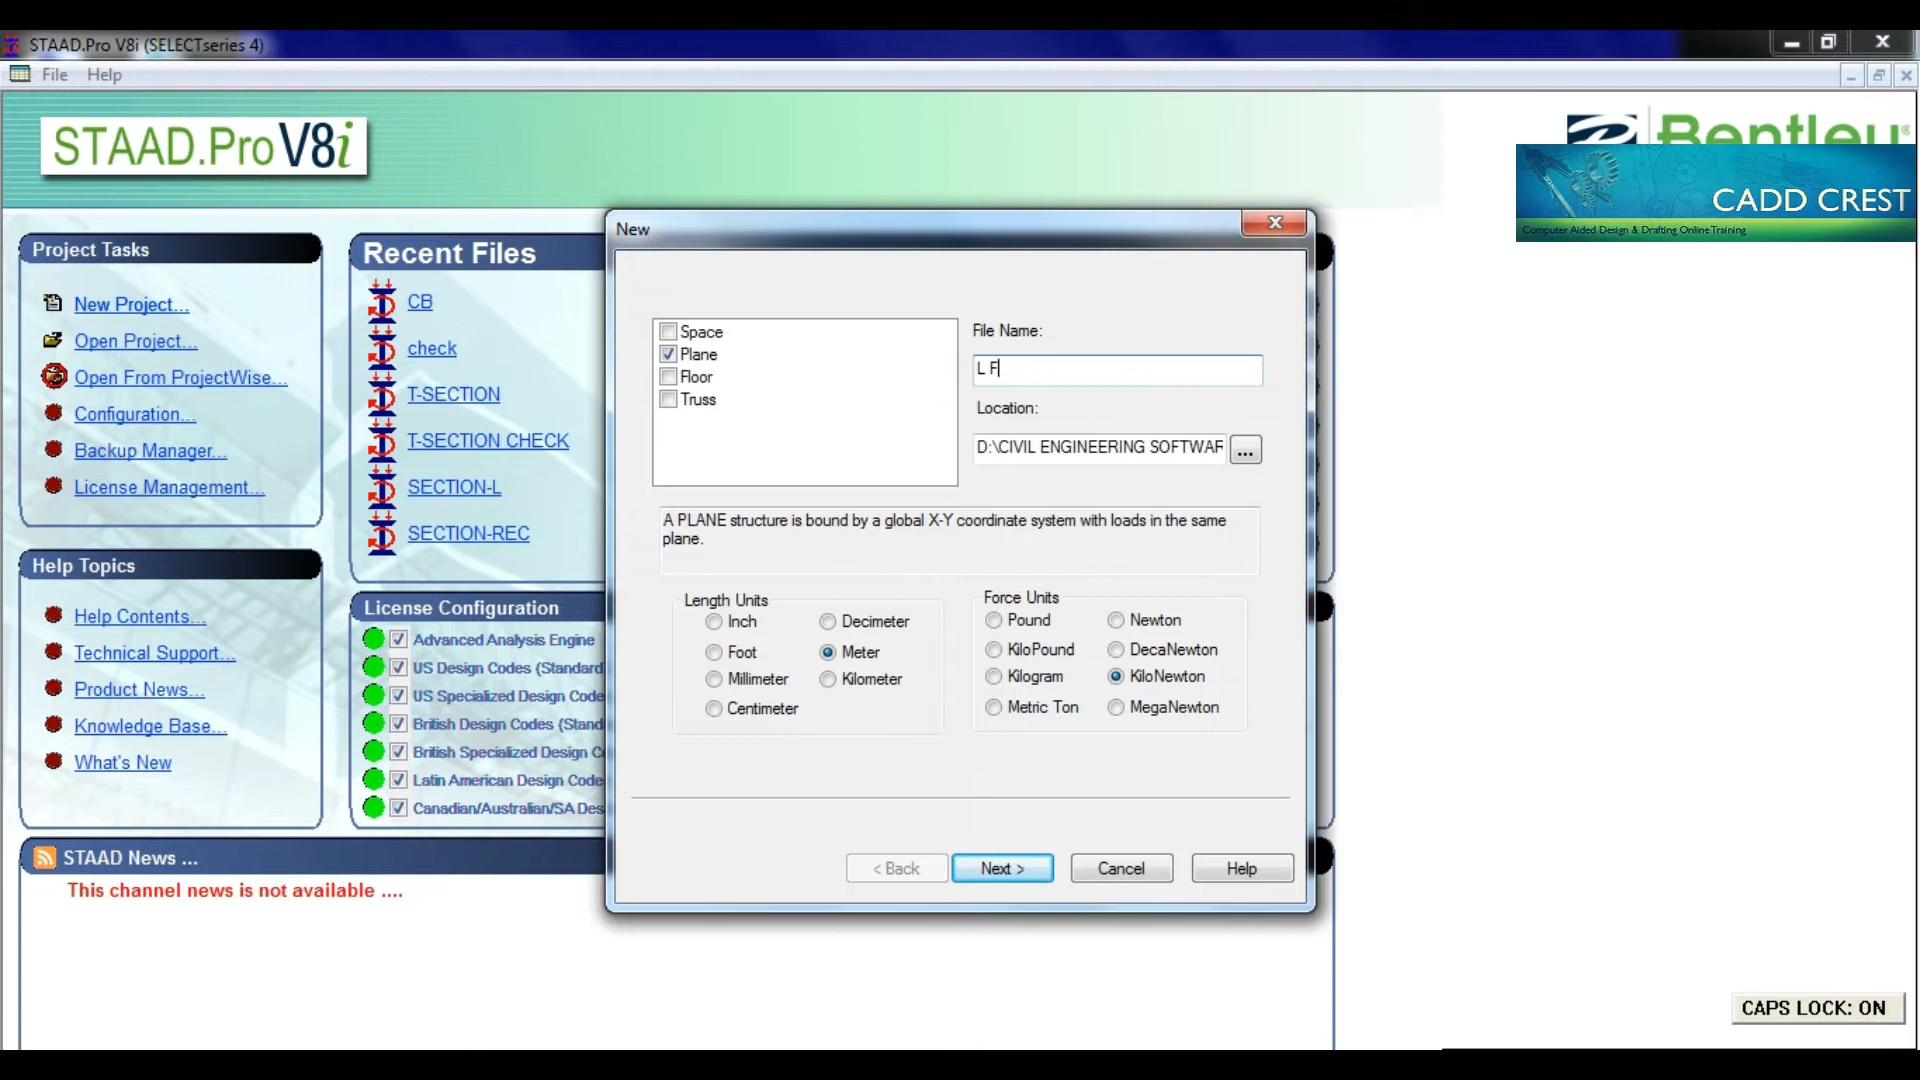 STAAD.Pro V8i (SELECTseries 4)
File Help
STAAD.Pro V8i
Bentley
CADD CREST
Computer Aided Design & Drafting Online Training
Project Tasks
New Project...
Open Project...
Open From ProjectWise...
Configuration...
Backup Manager...
License Management...
Help Topics
Help Contents...
Technical Support...
Product News...
Knowledge Base...
What's New
Recent Files
CB
check
T-SECTION
T-SECTION CHECK
SECTION-L
SECTION-REC
License Configuration
Advanced Analysis Engine
US Design Codes (Standard
US Specialized Design Code
British Design Codes (Stand
British Specialized Design C
Latin American Design Code
Canadian/Australian/SA Des
STAAD News ...
This channel news is not available ....
New
Space
Plane
Floor
Truss
File Name:
L F
Location:
D:\CIVIL ENGINEERING SOFTWAR
...
A PLANE structure is bound by a global X-Y coordinate system with loads in the same
plane.
Length Units
Inch
Decimeter
Foot
Meter
Millimeter
Kilometer
Centimeter
Force Units
Pound
Newton
KiloPound
DecaNewton
Kilogram
KiloNewton
Metric Ton
MegaNewton
< Back
Next >
Cancel
Help
CAPS LOCK: ON